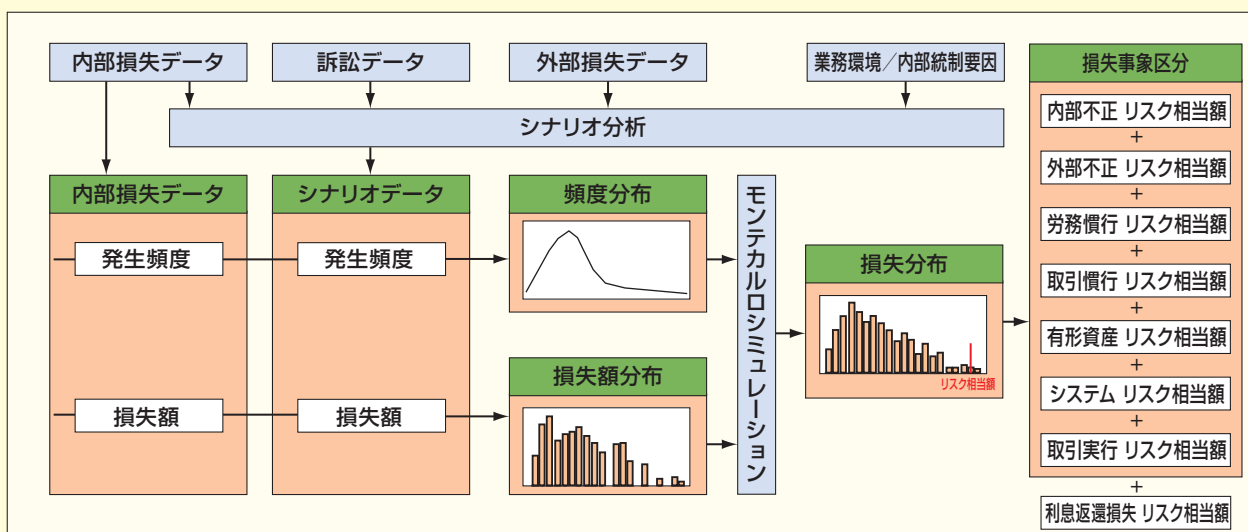 内部損失データ
訴訟データ
外部損失データ
業務環境／内部統制要因
シナリオ分析
内部損失データ
発生頻度
損失額
シナリオデータ
発生頻度
損失額
頻度分布
損失額分布
モンテカルロシミュレーション
損失分布
リスク相当額
損失事象区分
内部不正 リスク相当額
+
外部不正 リスク相当額
+
労務慣行 リスク相当額
+
取引慣行 リスク相当額
+
有形資産 リスク相当額
+
システム リスク相当額
+
取引実行 リスク相当額
+
利息返還損失 リスク相当額